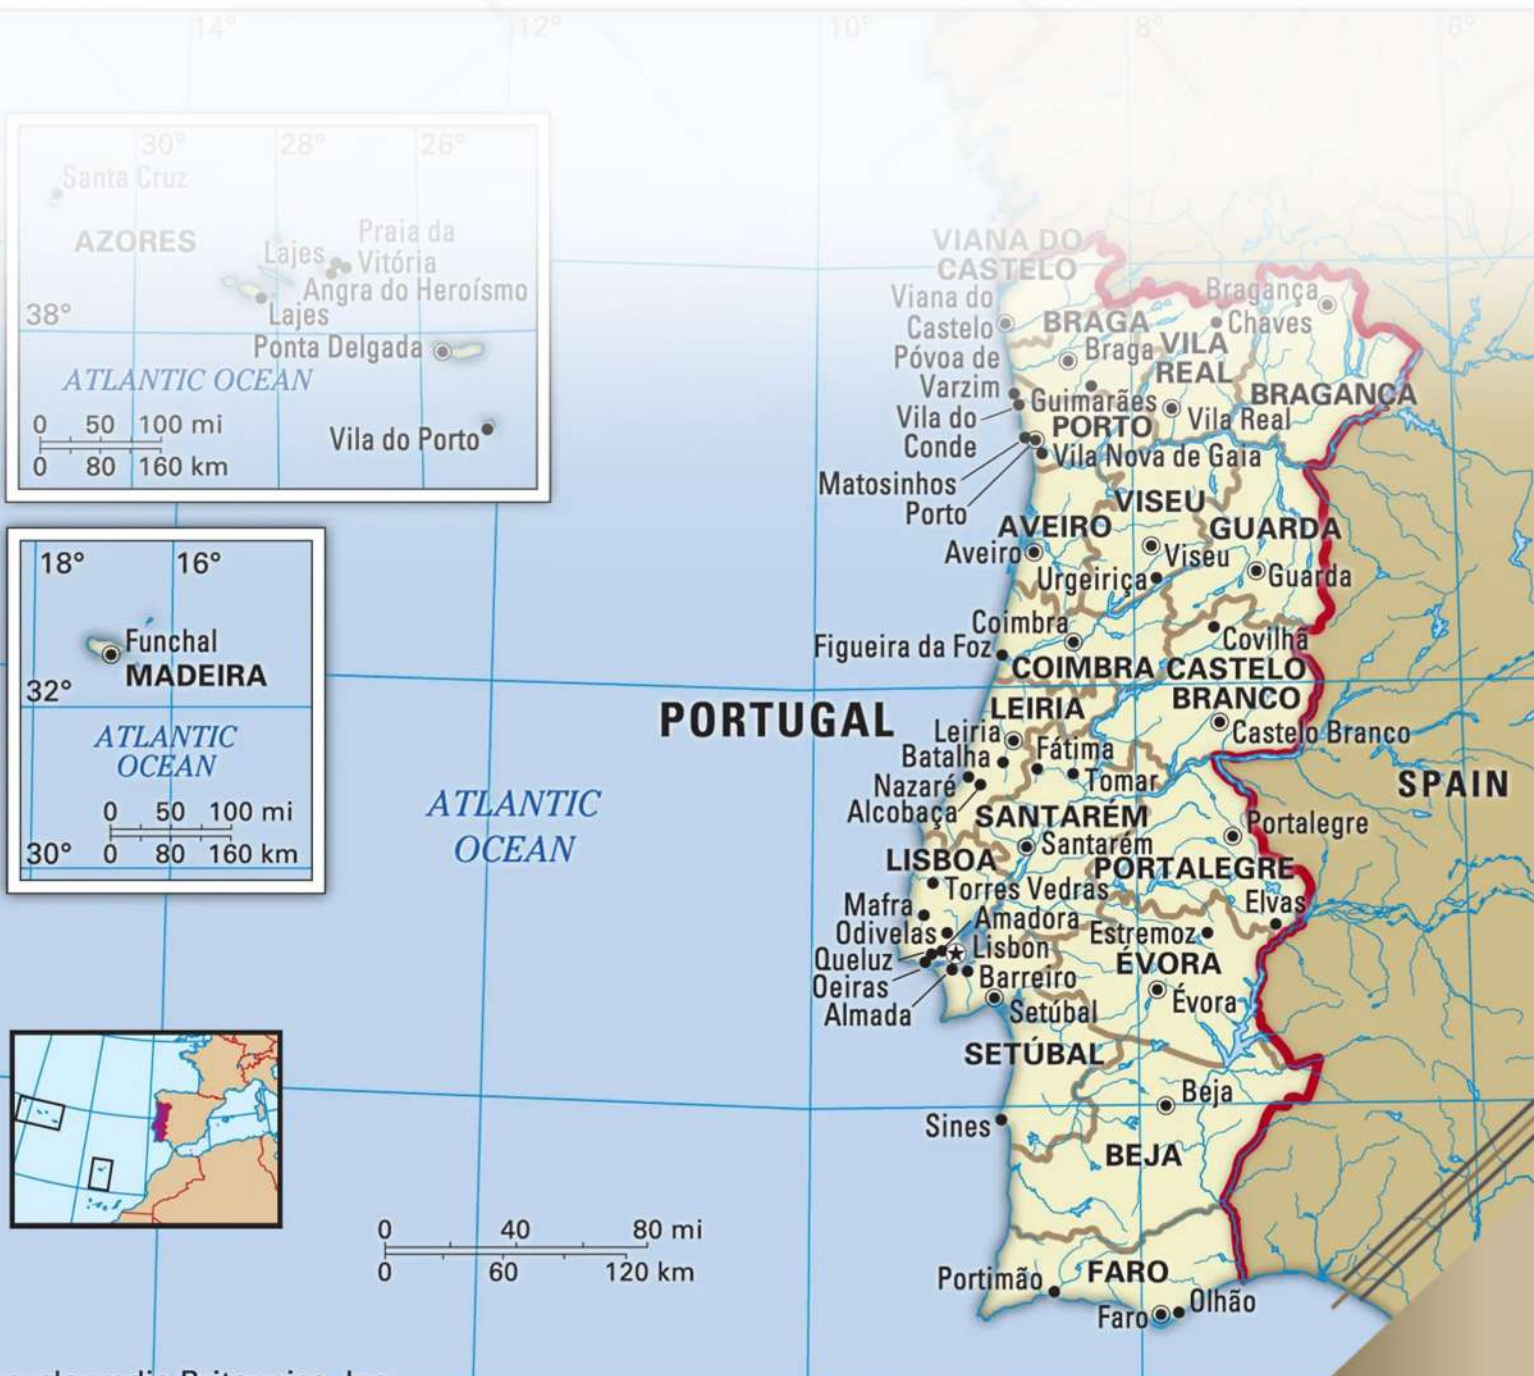 14°
12°
10°
8°
6°
30°
28°
26°
Santa Cruz
AZORES
Praia da
Vitória
Lajes
Angra do Heroísmo
Lajes
38°
Ponta Delgada
ATLANTIC OCEAN
0 50 100 mi
0 80 160 km
Vila do Porto
18°
16°
Funchal
MADEIRA
32°
ATLANTIC
OCEAN
0 50 100 mi
0 80 160 km
30°
PORTUGAL
ATLANTIC
OCEAN
SPAIN
VIANA DO
CASTELO
Viana do
Castelo
BRAGA
Braga
Póvoa de
Varzim
Guimarães
Vila do
Conde
PORTO
Vila Nova de Gaia
Matosinhos
Porto
VILA
REAL
Vila Real
Chaves
Bragança
BRAGANÇA
VISEU
Viseu
AVEIRO
Aveiro
GUARDA
Guarda
Urgeiriça
Coimbra
Figueira da Foz
COIMBRA
Covilhã
CASTELO
BRANCO
Castelo Branco
LEIRIA
Leiria
Fátima
Batalha
Tomar
Nazaré
Alcobaça
SANTARÉM
Santarém
Portalegre
PORTALEGRE
LISBOA
Torres Vedras
Elvas
Mafra
Amadora
Odivelas
Lisbon
Estremoz
Queluz
ÉVORA
Évora
Oeiras
Barreiro
Almada
Setúbal
SETÚBAL
Beja
BEJA
Sines
0 40 80 mi
0 60 120 km
Portimão
FARO
Faro
Olhão